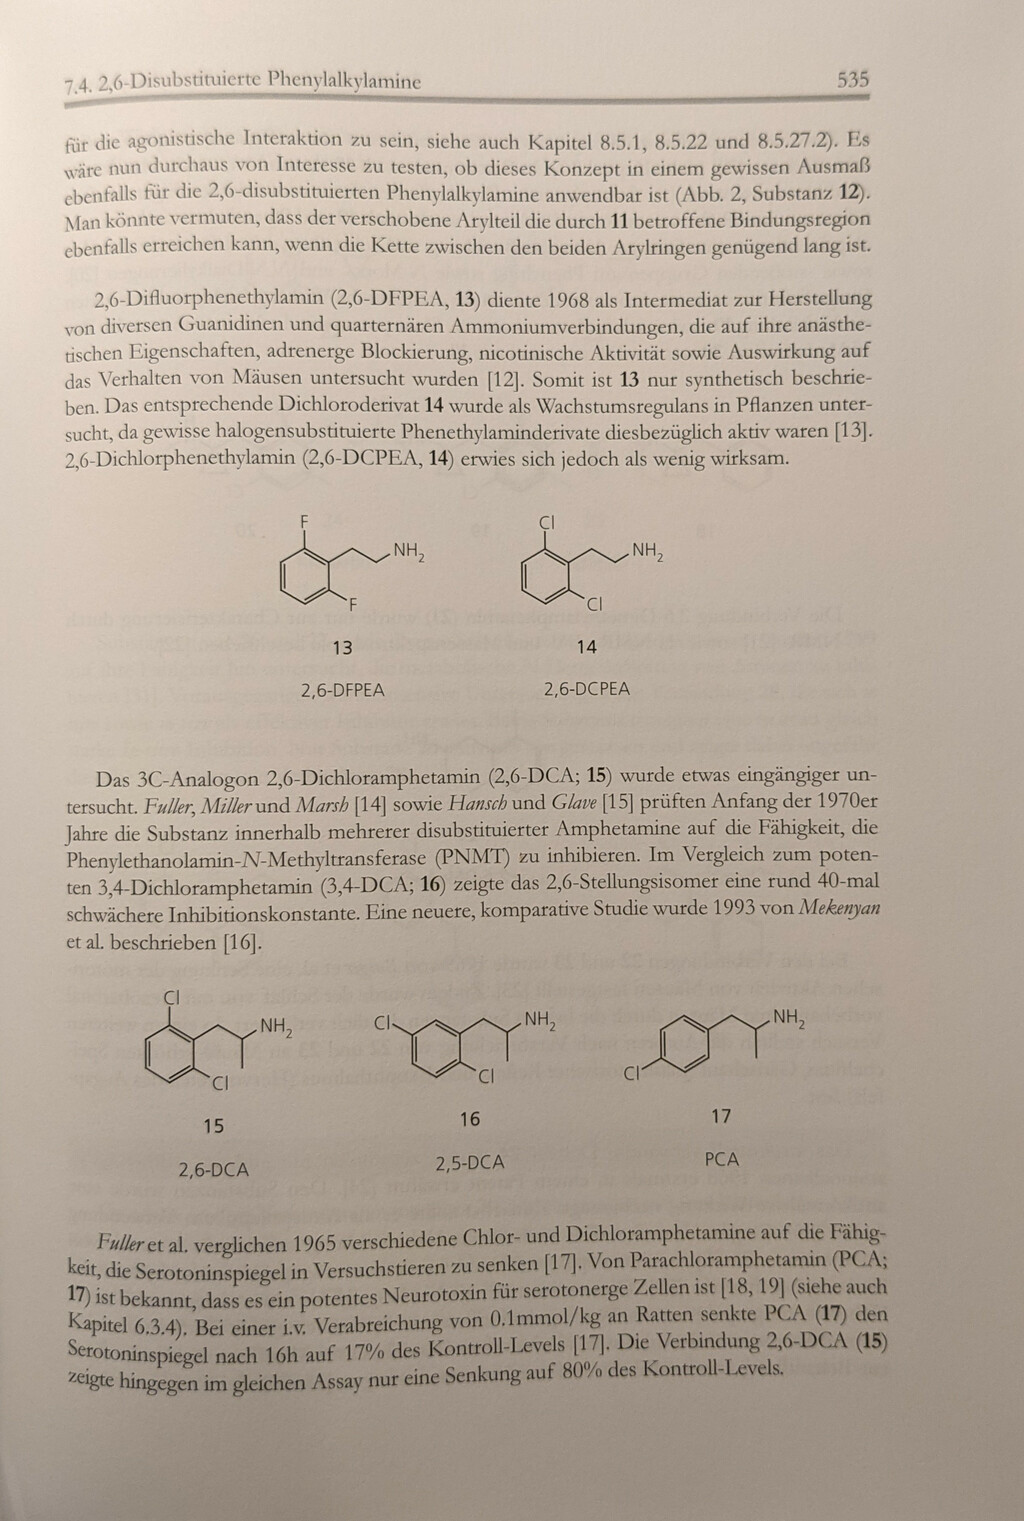 7.4. 2,6-Disubstituierte Phenylalkylamine 535
für die agonistische Interaktion zu sein, siehe auch Kapitel 8.5.1, 8.5.22 und 8.5.27.2). Es
wäre nun durchaus von Interesse zu testen, ob dieses Konzept in einem gewissen Ausmaß
ebenfalls für die 2,6-disubstituierten Phenylalkylamine anwendbar ist (Abb. 2, Substanz 12).
Man könnte vermuten, dass der verschobene Arylteil die durch 11 betroffene Bindungsregion
ebenfalls erreichen kann, wenn die Kette zwischen den beiden Arylringen genügend lang ist.
2,6-Difluorphenethylamin (2,6-DFPEA, 13) diente 1968 als Intermediat zur Herstellung
von diversen Guanidinen und quarternären Ammoniumverbindungen, die auf ihre anästhe-
tischen Eigenschaften, adrenerge Blockierung, nicotinische Aktivität sowie Auswirkung auf
das Verhalten von Mäusen untersucht wurden [12]. Somit ist 13 nur synthetisch beschrie-
ben. Das entsprechende Dichloroderivat 14 wurde als Wachstumsregulans in Pflanzen unter-
sucht, da gewisse halogensubstituierte Phenethylaminderivate diesbezüglich aktiv waren [13].
2,6-Dichlorphenethylamin (2,6-DCPEA, 14) erwies sich jedoch als wenig wirksam.
F Cl
NH2 NH2
F Cl
13 14
2,6-DFPEA 2,6-DCPEA
Das 3C-Analogon 2,6-Dichloramphetamin (2,6-DCA; 15) wurde etwas eingängiger un-
tersucht. Fuller, Miller und Marsh [14] sowie Hansch und Glave [15] prüften Anfang der 1970er
Jahre die Substanz innerhalb mehrerer disubstituierter Amphetamine auf die Fähigkeit, die
Phenylethanolamin-N-Methyltransferase (PNMT) zu inhibieren. Im Vergleich zum poten-
ten 3,4-Dichloramphetamin (3,4-DCA; 16) zeigte das 2,6-Stellungsisomer eine rund 40-mal
schwächere Inhibitionskonstante. Eine neuere, komparative Studie wurde 1993 von Mekenyan
et al. beschrieben [16].
Cl
NH2 Cl NH2 NH2
Cl Cl Cl
15 16 17
2,6-DCA 2,5-DCA PCA
Fuller et al. verglichen 1965 verschiedene Chlor- und Dichloramphetamine auf die Fähig-
keit, die Serotoninspiegel in Versuchstieren zu senken [17]. Von Parachloramphetamin (PCA;
17) ist bekannt, dass es ein potentes Neurotoxin für serotonerge Zellen ist [18, 19] (siehe auch
Kapitel 6.3.4). Bei einer i.v. Verabreichung von 0.1mmol/kg an Ratten senkte PCA (17) den
Serotoninspiegel nach 16h auf 17% des Kontroll-Levels [17]. Die Verbindung 2,6-DCA (15)
zeigte hingegen im gleichen Assay nur eine Senkung auf 80% des Kontroll-Levels.